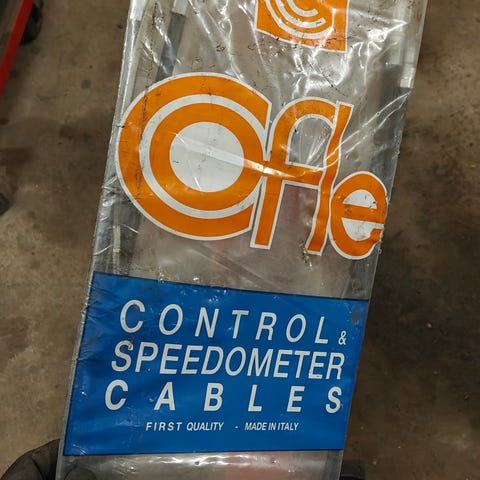 Cofle
CONTROL &
SPEEDOMETER
CABLES
FIRST QUALITY - MADE IN ITALY